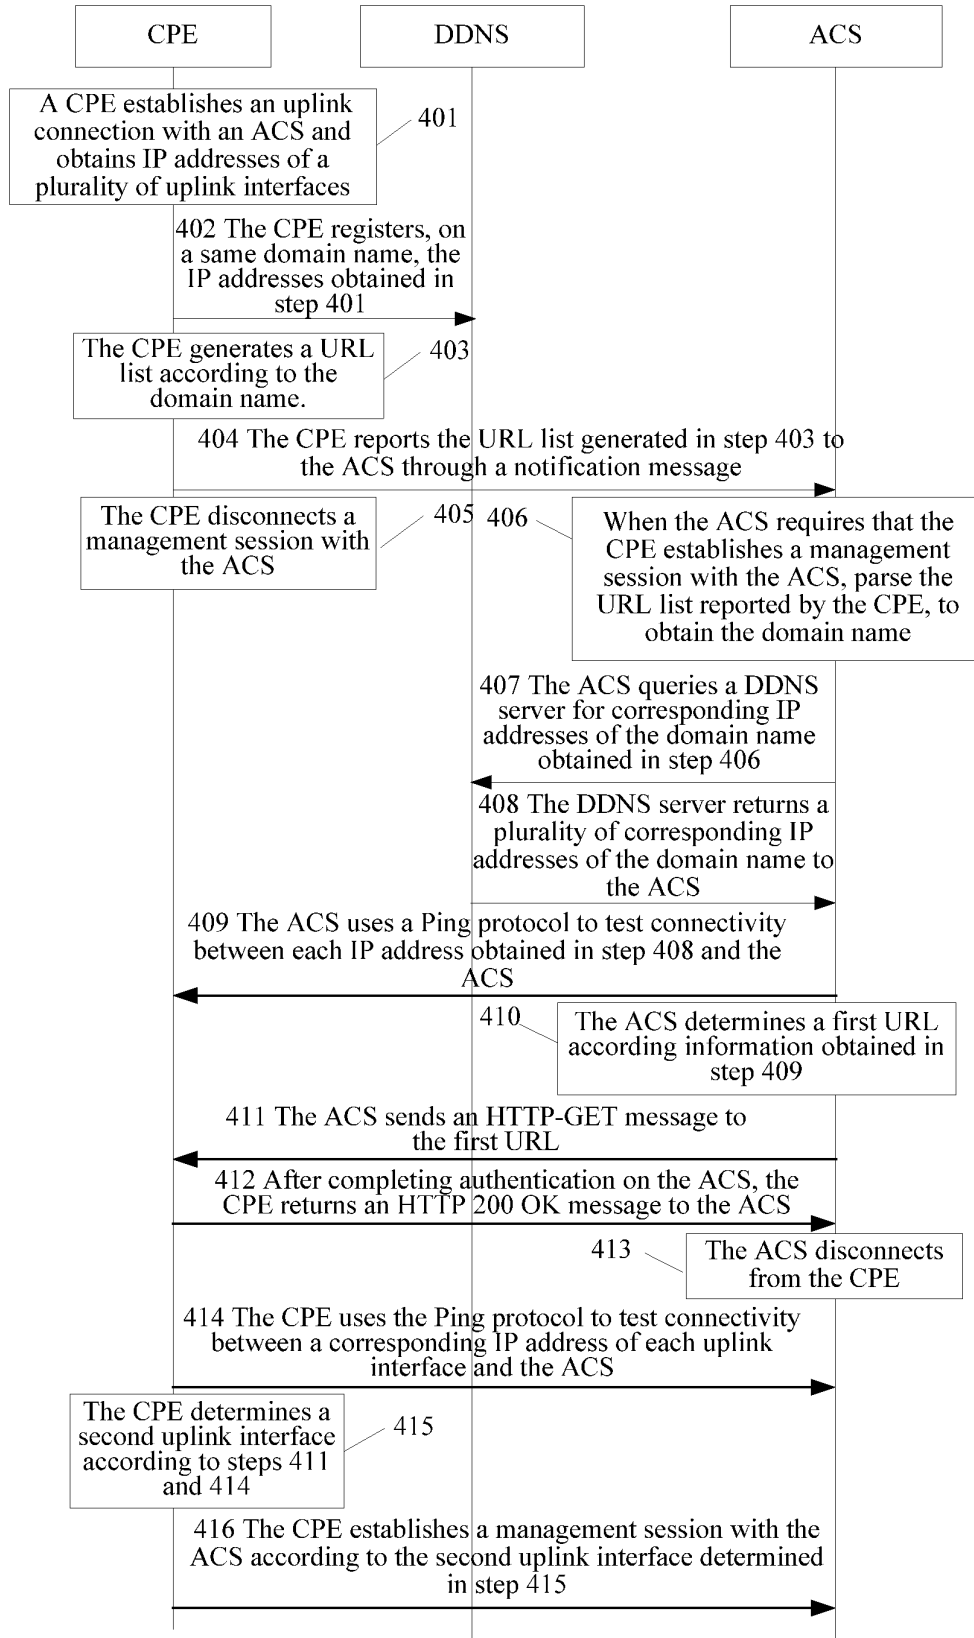 CPE
DDNS
ACS
A CPE establishes an uplink
connection with an ACS and
obtains IP addresses of a
plurality of uplink interfaces
401
402 The CPE registers, on
a same domain name, the
IP addresses obtained in
step 401
The CPE generates a URL
list according to the
domain name.
403
404 The CPE reports the URL list generated in step 403 to
the ACS through a notification message
The CPE disconnects a
management session with
the ACS
405
406
When the ACS requires that the
CPE establishes a management
session with the ACS, parse the
URL list reported by the CPE, to
obtain the domain name
407 The ACS queries a DDNS
server for corresponding IP
addresses of the domain name
obtained in step 406
408 The DDNS server returns a
plurality of corresponding IP
addresses of the domain name to
the ACS
409 The ACS uses a Ping protocol to test connectivity
between each IP address obtained in step 408 and the
ACS
410
The ACS determines a first URL
according information obtained in
step 409
411 The ACS sends an HTTP-GET message to
the first URL
412 After completing authentication on the ACS, the
CPE returns an HTTP 200 OK message to the ACS
413
The ACS disconnects
from the CPE
414 The CPE uses the Ping protocol to test connectivity
between a corresponding IP address of each uplink
interface and the ACS
The CPE determines a
second uplink interface
according to steps 411
and 414
415
416 The CPE establishes a management session with the
ACS according to the second uplink interface determined
in step 415